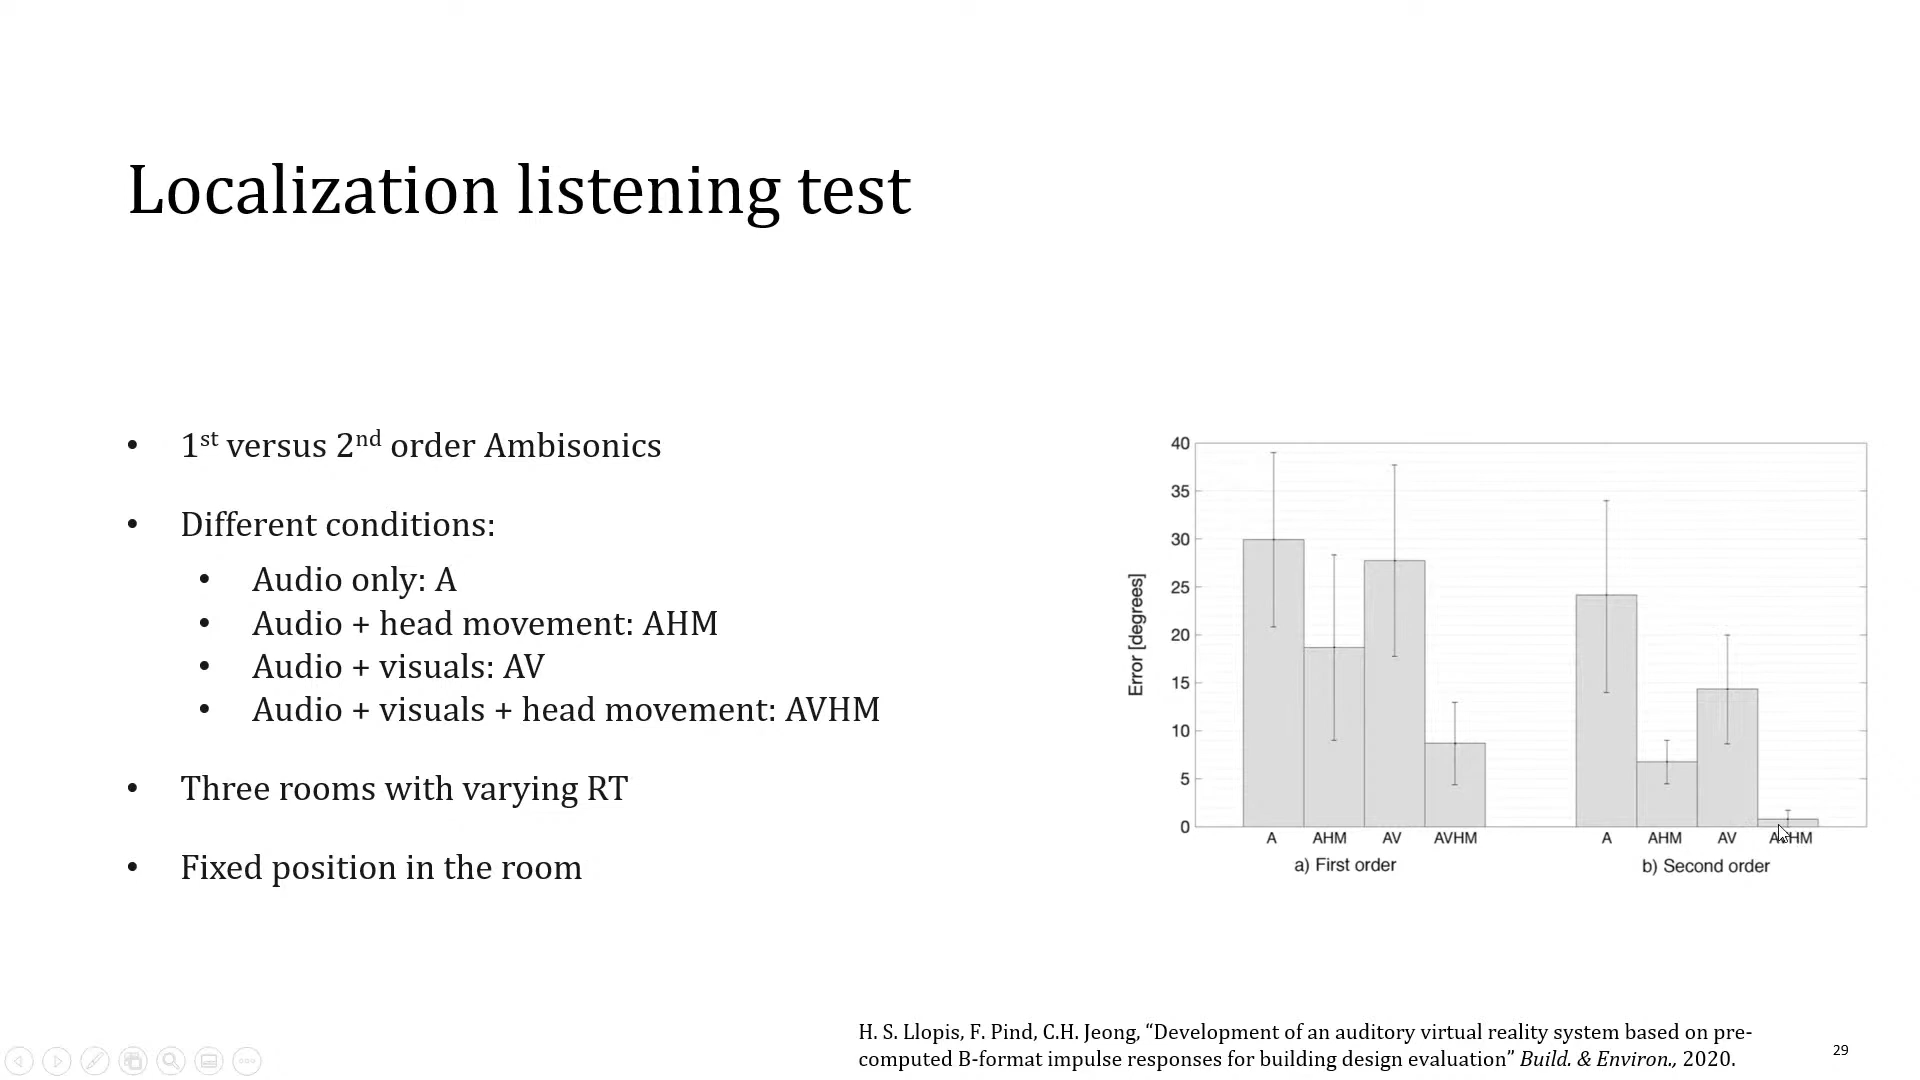 Localization listening test
• 1st versus 2nd order Ambisonics
• Different conditions:
• Audio only: A
• Audio + head movement: AHM
• Audio + visuals: AV
• Audio + visuals + head movement: AVHM
• Three rooms with varying RT
• Fixed position in the room
Error [degrees]
40
35
30
25
20
15
10
5
0
A AHM AV AVHM A AHM AV AVHM
a) First order b) Second order
H. S. Llopis, F. Pind, C.H. Jeong, “Development of an auditory virtual reality system based on pre-
computed B-format impulse responses for building design evaluation” Build. & Environ., 2020.
29